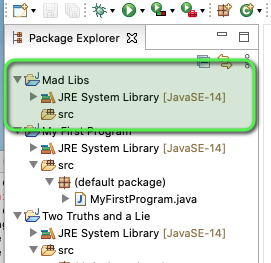 Package Explorer
Mad Libs
JRE System Library [JavaSE-14]
src
My First Program
JRE System Library [JavaSE-14]
src
(default package)
MyFirstProgram.java
Two Truths and a Lie
JRE System Library [JavaSE-14]
src